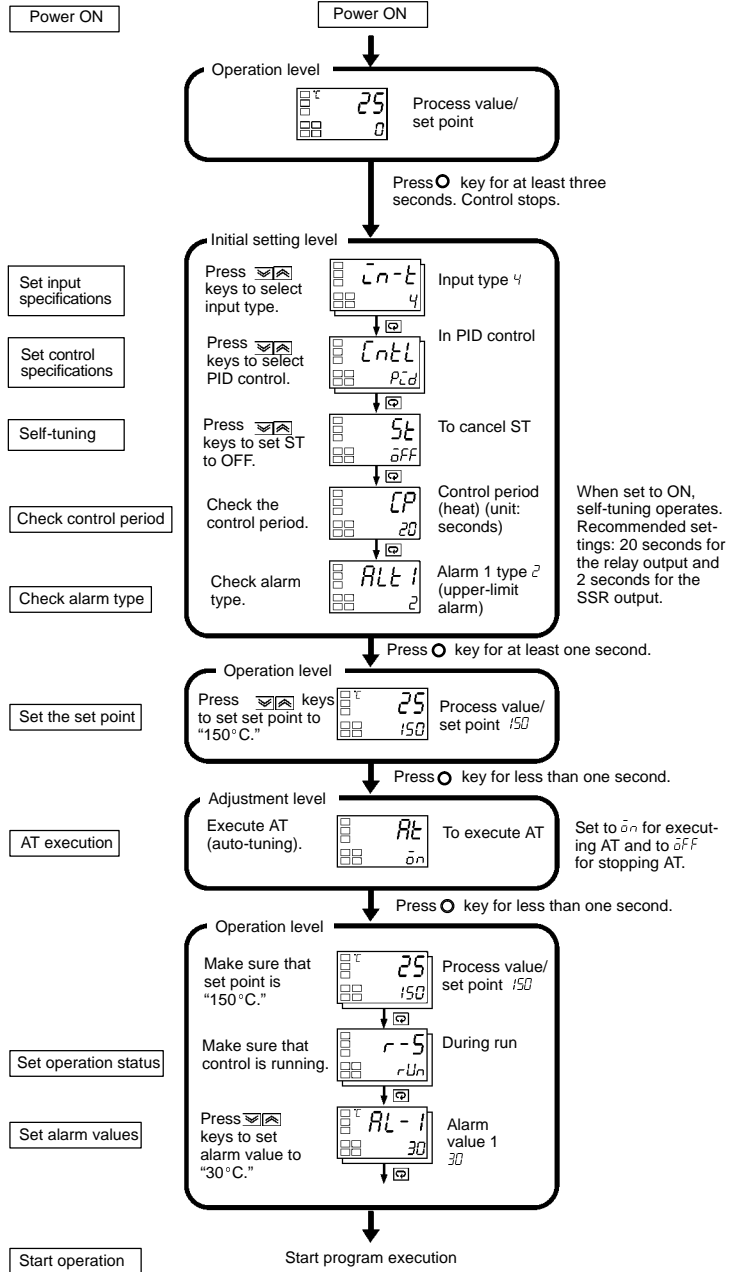 Power ON
Power ON
Operation level
℃
25
0
Process value/
set point
Press O key for at least three
seconds. Control stops.
Initial setting level
Set input
specifications
Press
keys to select
input type.
in-t
4
Input type 4
Set control
specifications
Press
keys to select
PID control.
CntL
Pid
In PID control
Self-tuning
Press
keys to set ST
to OFF.
St
oFF
To cancel ST
Check control period
Check the
control period.
CP
20
Control period
(heat) (unit:
seconds)
When set to ON,
self-tuning operates.
Recommended set-
tings: 20 seconds for
the relay output and
2 seconds for the
SSR output.
Check alarm type
Check alarm
type.
ALt 1
2
Alarm 1 type 2
(upper-limit
alarm)
Press O key for at least one second.
Operation level
Set the set point
Press keys
to set set point to
“150°C.”
℃
25
150
Process value/
set point 150
Press O key for less than one second.
Adjustment level
AT execution
Execute AT
(auto-tuning).
At
on
To execute AT
Set to on for execut-
ing AT and to oFF
for stopping AT.
Press O key for less than one second.
Operation level
Make sure that
set point is
“150°C.”
℃
25
150
Process value/
set point 150
Set operation status
Make sure that
control is running.
r-S
rUn
During run
Set alarm values
Press
keys to set
alarm value to
“30°C.”
℃
AL-1
30
Alarm
value 1
30
Start operation
Start program execution